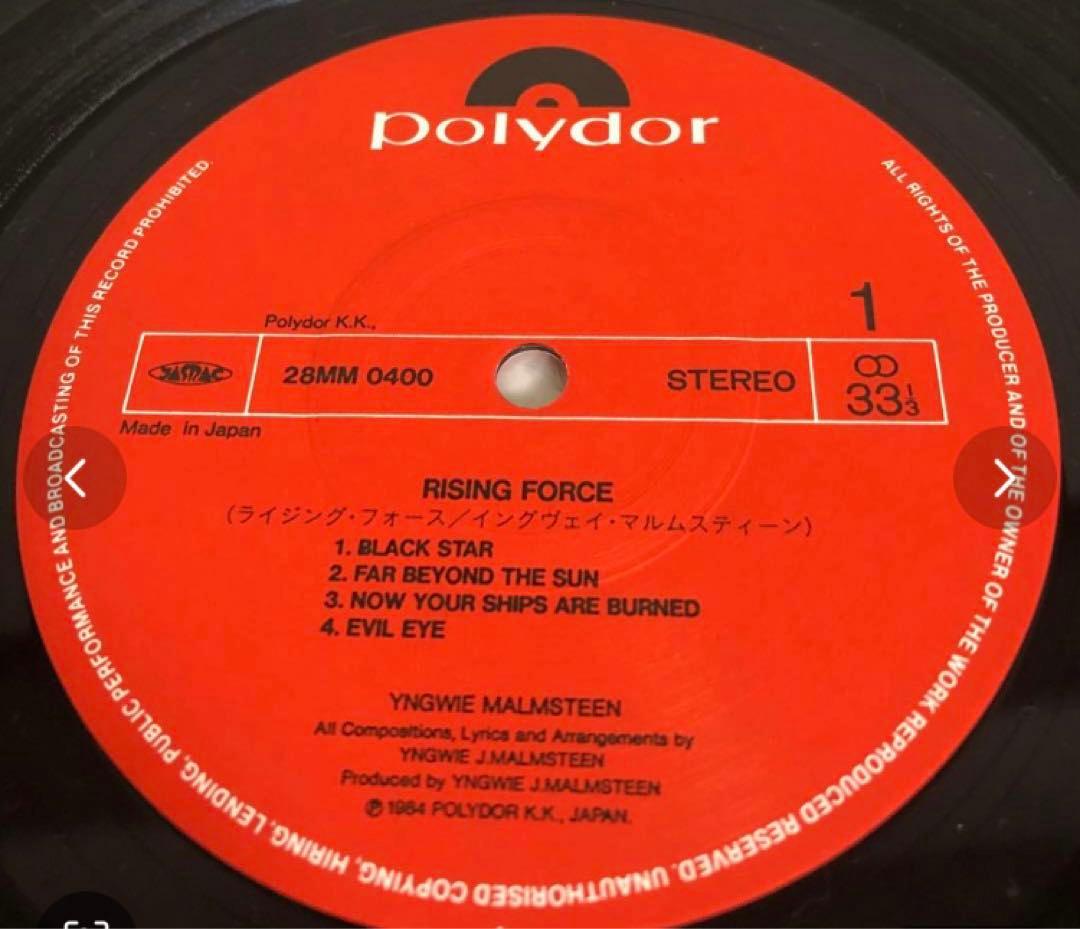 polydor
Polydor K.K.,
1
JASRAC
28MM 0400
STEREO
33 1/3
Made in Japan
RISING FORCE
(ライジング・フォース/イングヴェイ・マルムスティーン)
1. BLACK STAR
2. FAR BEYOND THE SUN
3. NOW YOUR SHIPS ARE BURNED
4. EVIL EYE
YNGWIE MALMSTEEN
All Compositions, Lyrics and Arrangements by
YNGWIE J.MALMSTEEN
Produced by YNGWIE J.MALMSTEEN
℗ 1984 POLYDOR K.K., JAPAN.
ALL RIGHTS OF THE PRODUCER AND OF THE OWNER OF THE WORK REPRODUCED RESERVED. UNAUTHORISED COPYING, HIRING, LENDING, PUBLIC PERFORMANCE AND BROADCASTING OF THIS RECORD PROHIBITED.